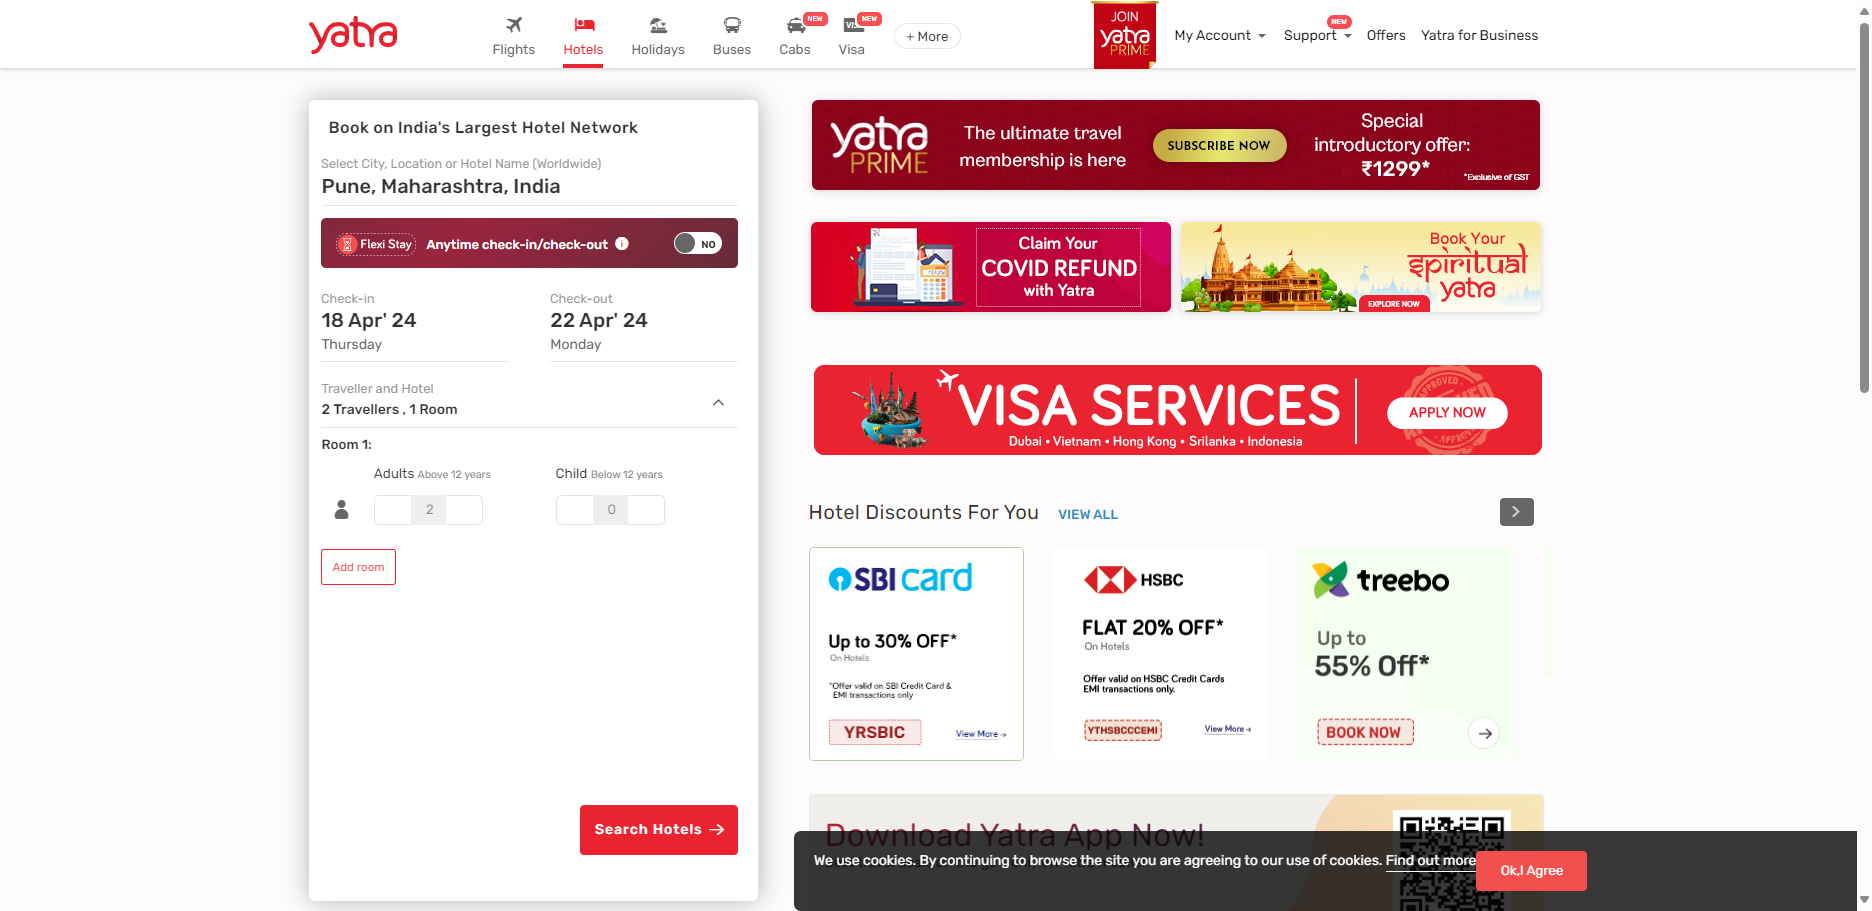 yatra
Flights
Hotels
Holidays
Buses
NEW
Cabs
NEW
Visa
+ More
JOIN
yatra
PRIME
My Account
NEW
Support
Offers
Yatra for Business
Book on India's Largest Hotel Network
Select City, Location or Hotel Name (Worldwide)
Pune, Maharashtra, India
Flexi Stay
Anytime check-in/check-out
i
NO
Check-in
18 Apr' 24
Thursday
Check-out
22 Apr' 24
Monday
Traveller and Hotel
2 Travellers , 1 Room
Room 1:
Adults Above 12 years
Child Below 12 years
2
0
Add room
Search Hotels
yatra
PRIME
The ultimate travel
membership is here
SUBSCRIBE NOW
Special
introductory offer:
₹1299*
*Exclusive of GST
Claim Your
COVID REFUND
with Yatra
Book Your
spiritual
yatra
EXPLORE NOW
VISA SERVICES
Dubai • Vietnam • Hong Kong • Srilanka • Indonesia
APPLY NOW
Hotel Discounts For You
VIEW ALL
SBI card
Up to 30% OFF*
On Hotels
*Offer valid on SBI Credit Card &
EMI transactions only
YRSBIC
View More
HSBC
FLAT 20% OFF*
On Hotels
Offer valid on HSBC Credit Cards
EMI transactions only.
YTHSBCCCEMI
View More
treebo
Up to
55% Off*
BOOK NOW
Download Yatra App Now!
We use cookies. By continuing to browse the site you are agreeing to our use of cookies. Find out more
Ok,I Agree